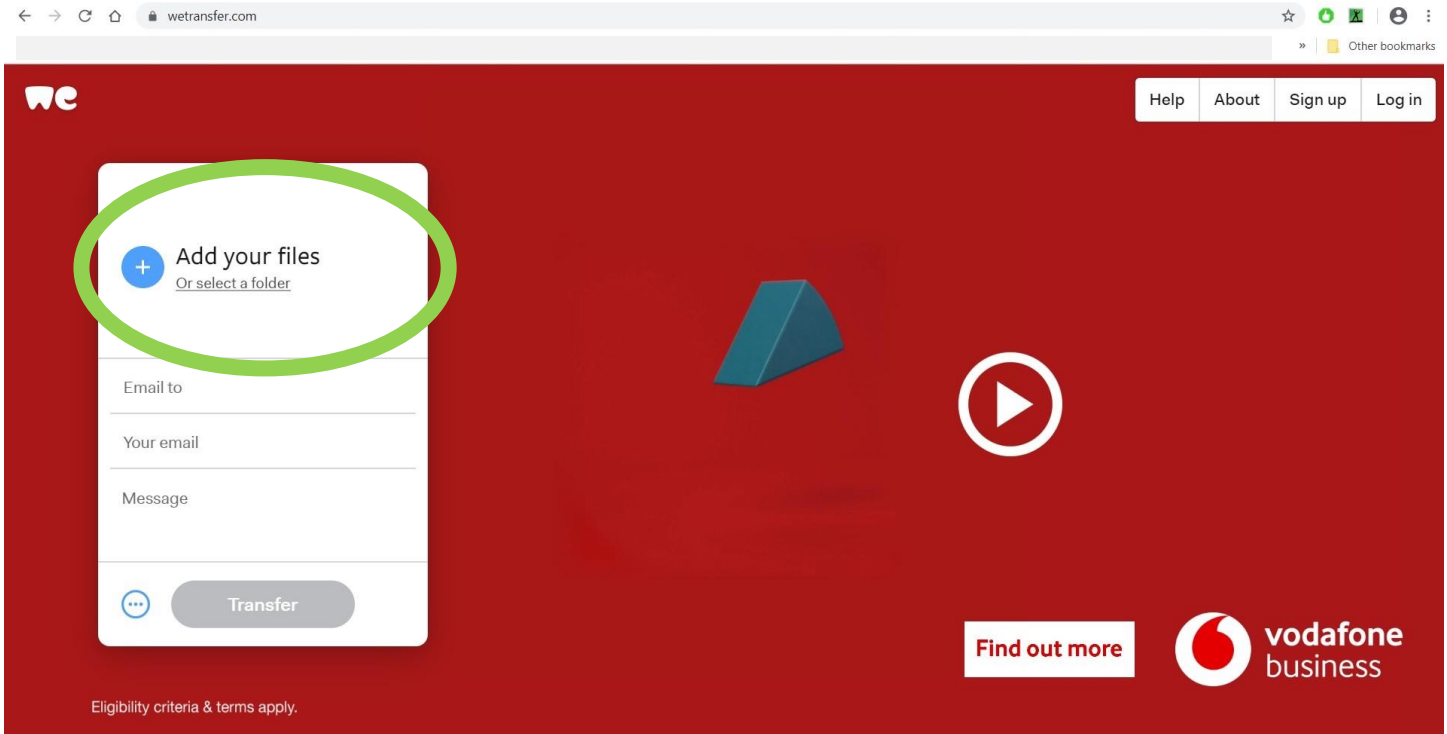 wetransfer.com
» Other bookmarks
we
Help About Sign up Log in
Add your files
Or select a folder
Email to
Your email
Message
Transfer
Find out more
vodafone
business
Eligibility criteria & terms apply.